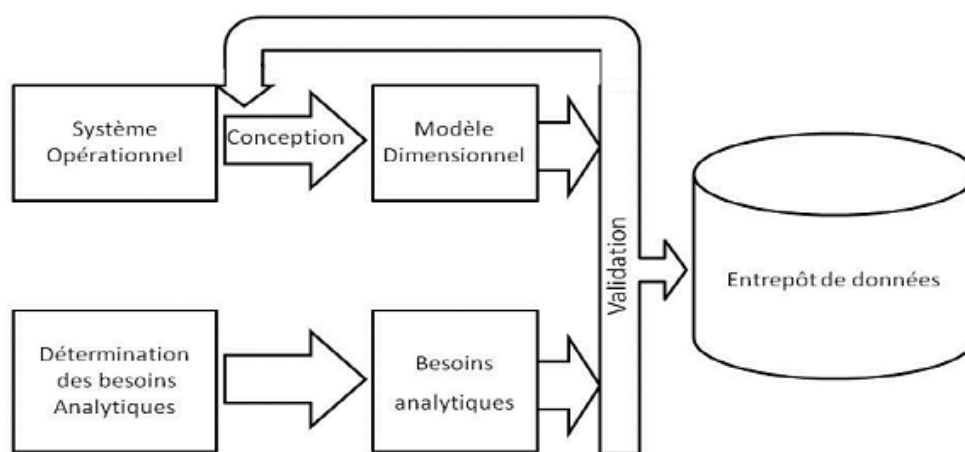 Système
Opérationnel
Conception
Modèle
Dimensionnel
Validation
Entrepôt de données
Détermination
des besoins
Analytiques
Besoins
analytiques